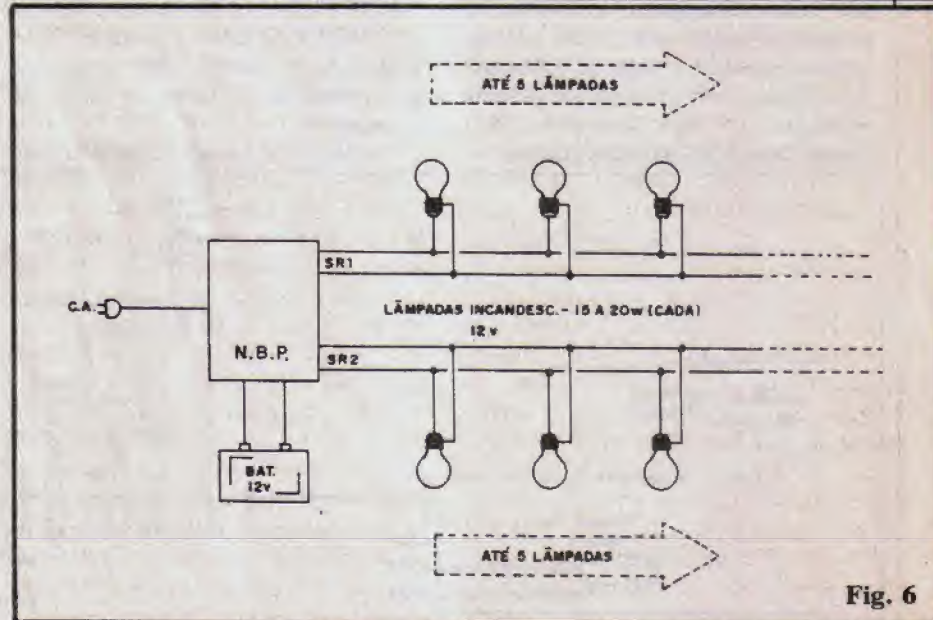 ATÉ 5 LÂMPADAS
SR1
C.A.
LÂMPADAS INCANDESC. - 15 A 20w (CADA)
12 v
N.B.P.
SR2
BAT.
12v
ATÉ 5 LÂMPADAS
Fig. 6